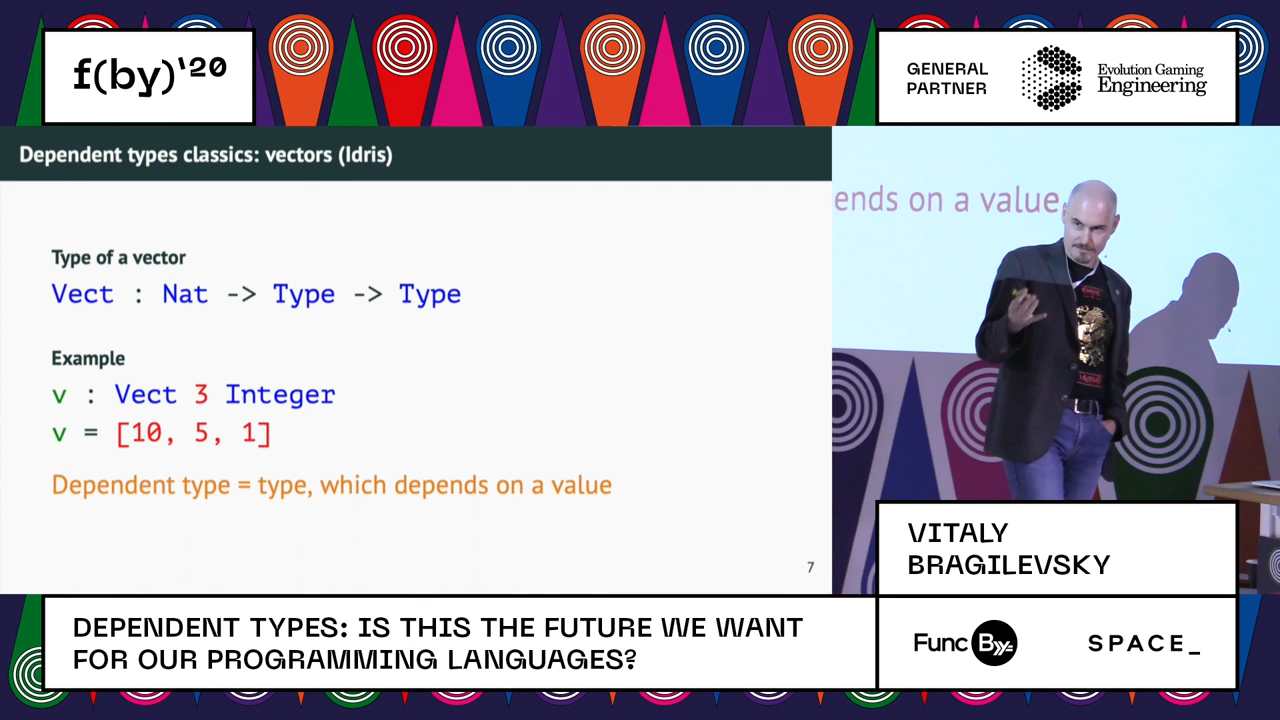 f(by)'20
GENERAL
PARTNER
Evolution Gaming
Engineering
Dependent types classics: vectors (Idris)
Type of a vector
Vect : Nat -> Type -> Type
Example
v : Vect 3 Integer
v = [10, 5, 1]
Dependent type = type, which depends on a value
7
ends on a value
VITALY
BRAGILEVSKY
DEPENDENT TYPES: IS THIS THE FUTURE WE WANT
FOR OUR PROGRAMMING LANGUAGES?
Func By
SPACE_